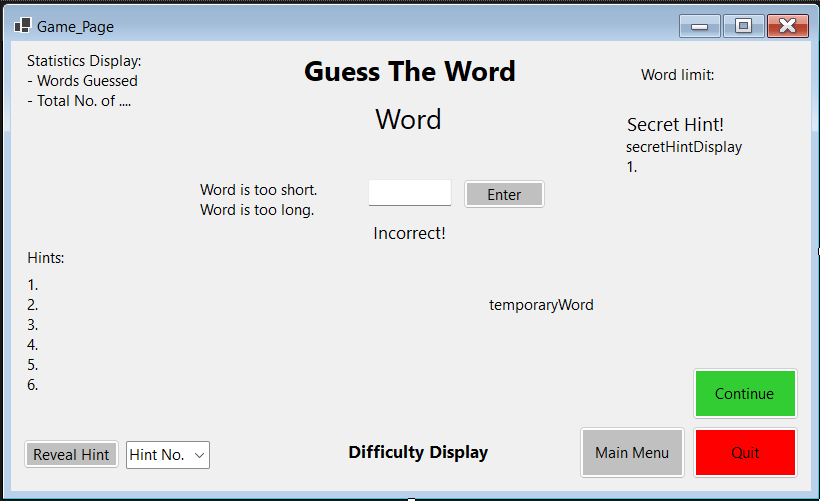 Game_Page
Statistics Display:
- Words Guessed
- Total No. of ....
Guess The Word
Word limit:
Word
Secret Hint!
secretHintDisplay
1.
Word is too short.
Word is too long.
Enter
Incorrect!
Hints:
1.
2.
3.
4.
5.
6.
temporaryWord
Continue
Reveal Hint
Hint No.
Difficulty Display
Main Menu
Quit